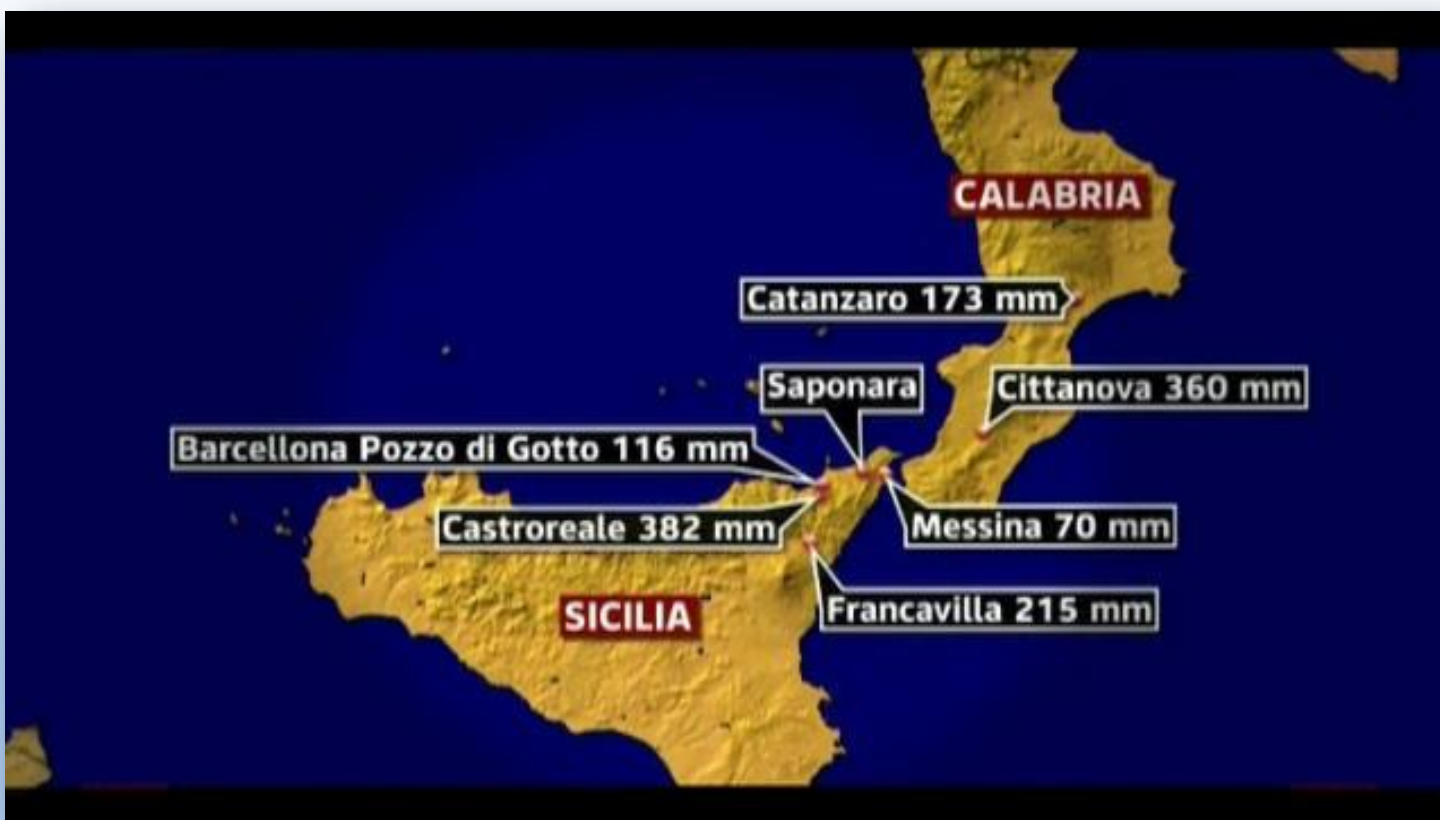 CALABRIA
Catanzaro 173 mm
Saponara
Cittanova 360 mm
Barcellona Pozzo di Gotto 116 mm
Castroreale 382 mm
Messina 70 mm
SICILIA
Francavilla 215 mm